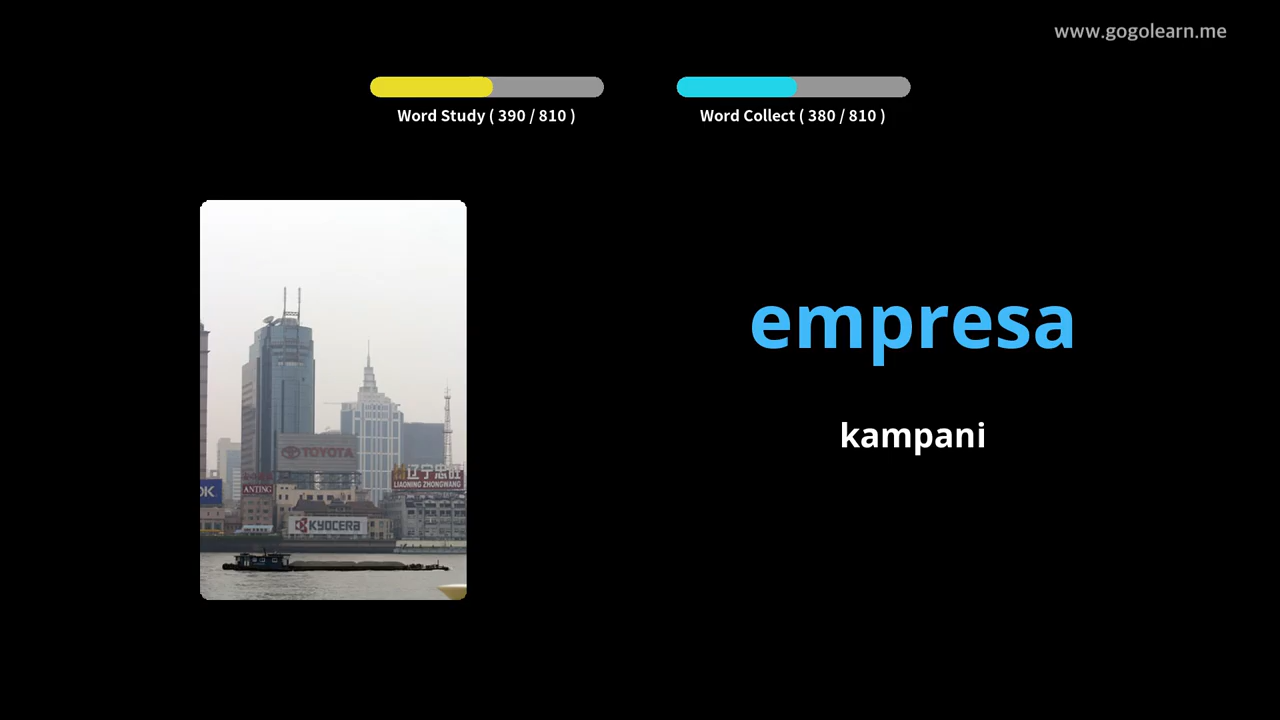 www.gogolearn.me
Word Study ( 390 / 810 )
Word Collect ( 380 / 810 )
empresa
kampani
TOYOTA
辽宁忠旺
LIAONING ZHONGWANG
ANTING
KYOCERA